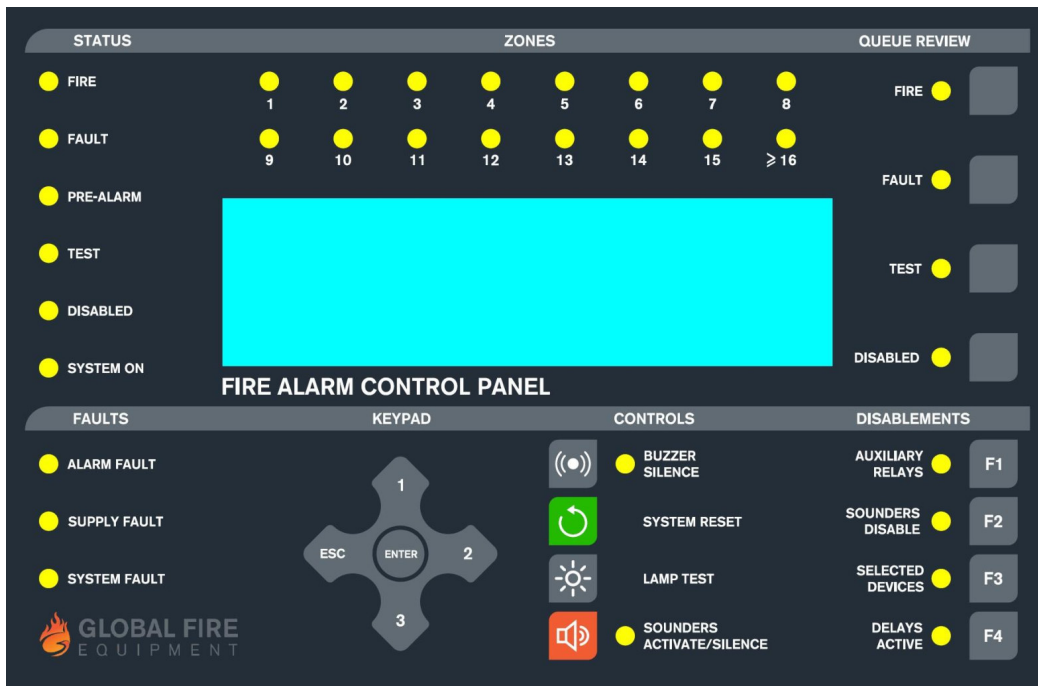 STATUS
ZONES
QUEUE REVIEW
FIRE
1 2 3 4 5 6 7 8
FIRE
FAULT
9 10 11 12 13 14 15 ⩾16
FAULT
PRE-ALARM
TEST
TEST
DISABLED
DISABLED
SYSTEM ON
FIRE ALARM CONTROL PANEL
FAULTS
KEYPAD
CONTROLS
DISABLEMENTS
ALARM FAULT
SUPPLY FAULT
SYSTEM FAULT
GLOBAL FIRE
EQUIPMENT
1
ESC ENTER 2
3
BUZZER
SILENCE
SYSTEM RESET
LAMP TEST
SOUNDERS
ACTIVATE/SILENCE
AUXILIARY
RELAYS
F1
SOUNDERS
DISABLE
F2
SELECTED
DEVICES
F3
DELAYS
ACTIVE
F4